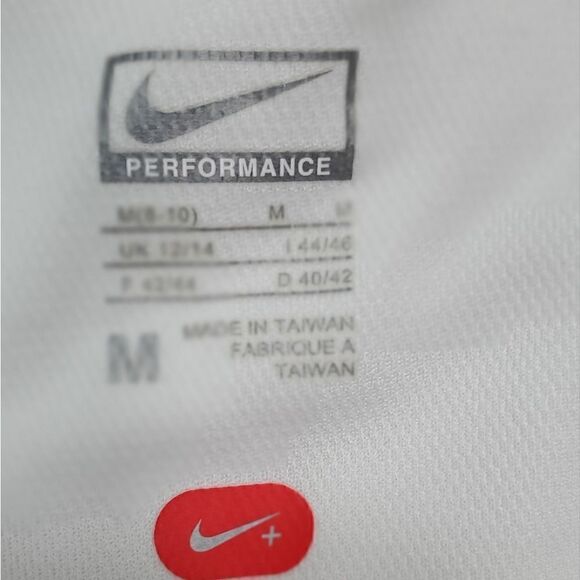 PERFORMANCE
M(8-10) M M
UK 12/14 I 44/46
F 42/44 D 40/42
M MADE IN TAIWAN
FABRIQUE A
TAIWAN
+